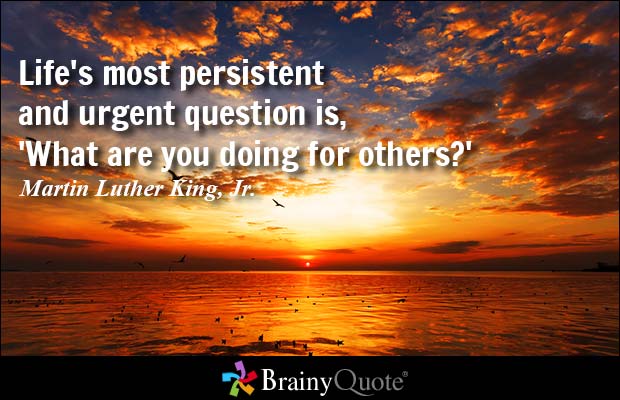 Life's most persistent
and urgent question is,
'What are you doing for others?'
Martin Luther King, Jr.
BrainyQuote®